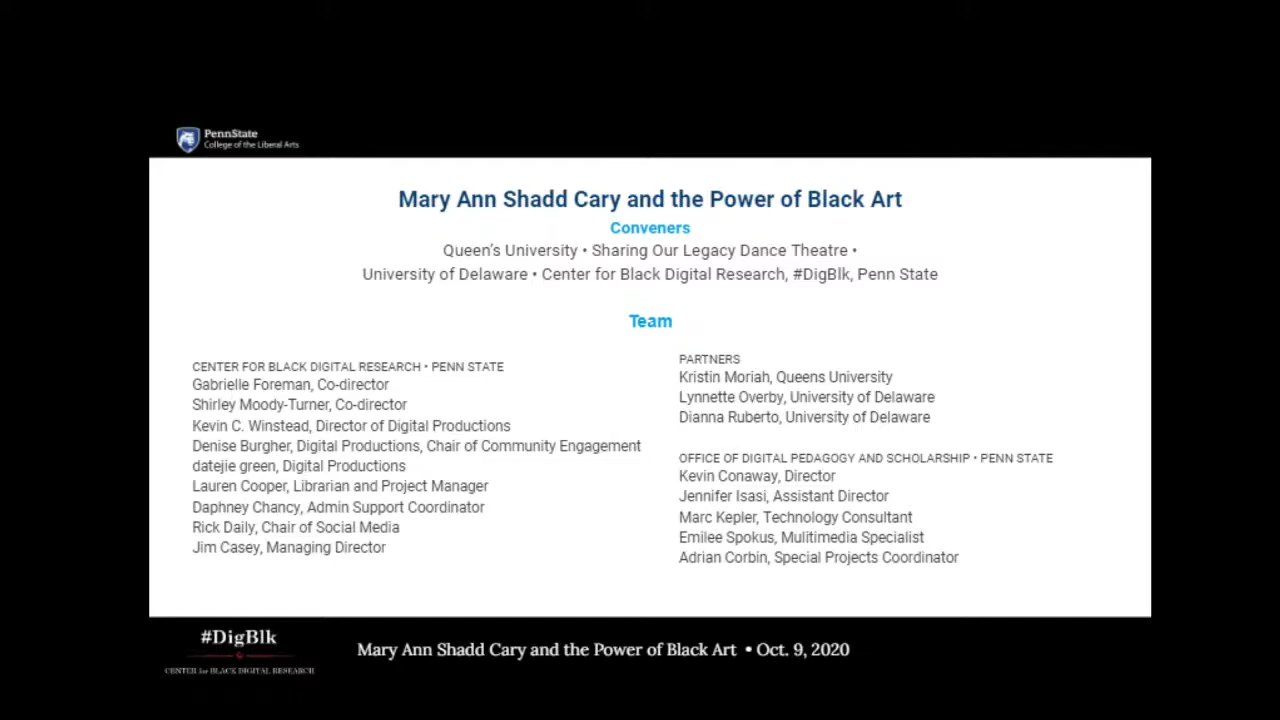 PennState
College of the Liberal Arts
Mary Ann Shadd Cary and the Power of Black Art
Conveners
Queen's University • Sharing Our Legacy Dance Theatre •
University of Delaware • Center for Black Digital Research, #DigBlk, Penn State
Team
CENTER FOR BLACK DIGITAL RESEARCH • PENN STATE
Gabrielle Foreman, Co-director
Shirley Moody-Turner, Co-director
Kevin C. Winstead, Director of Digital Productions
Denise Burgher, Digital Productions, Chair of Community Engagement
datejie green, Digital Productions
Lauren Cooper, Librarian and Project Manager
Daphney Chancy, Admin Support Coordinator
Rick Daily, Chair of Social Media
Jim Casey, Managing Director
PARTNERS
Kristin Moriah, Queens University
Lynnette Overby, University of Delaware
Dianna Ruberto, University of Delaware
OFFICE OF DIGITAL PEDAGOGY AND SCHOLARSHIP • PENN STATE
Kevin Conaway, Director
Jennifer Isasi, Assistant Director
Marc Kepler, Technology Consultant
Emilee Spokus, Mulitimedia Specialist
Adrian Corbin, Special Projects Coordinator
#DigBlk
CENTER for BLACK DIGITAL RESEARCH
Mary Ann Shadd Cary and the Power of Black Art • Oct. 9, 2020